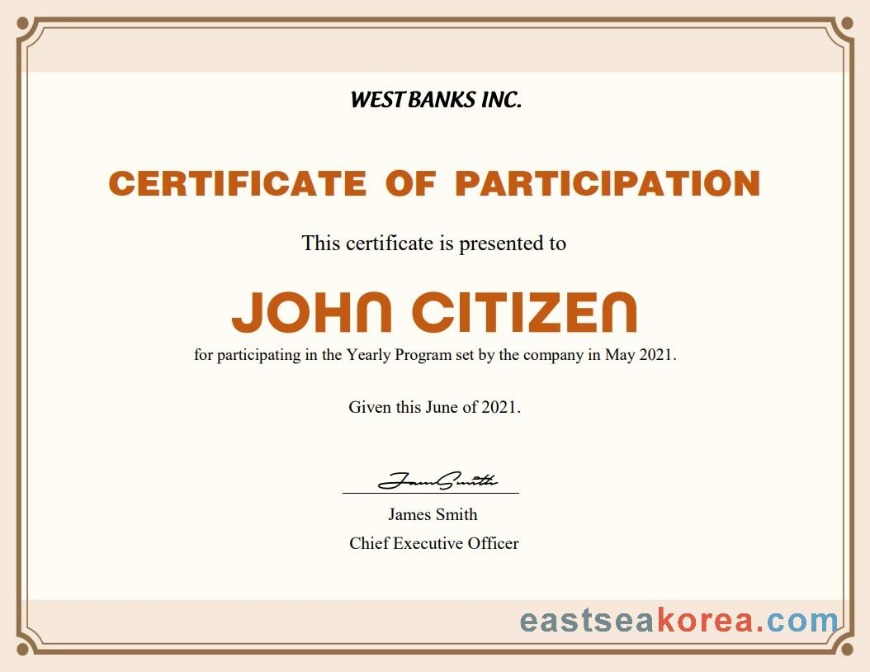 WEST BANKS INC.
CERTIFICATE OF PARTICIPATION
This certificate is presented to
JOHN CITIZEN
for participating in the Yearly Program set by the company in May 2021.
Given this June of 2021.
JamSmith
James Smith
Chief Executive Officer
eastseakorea.com